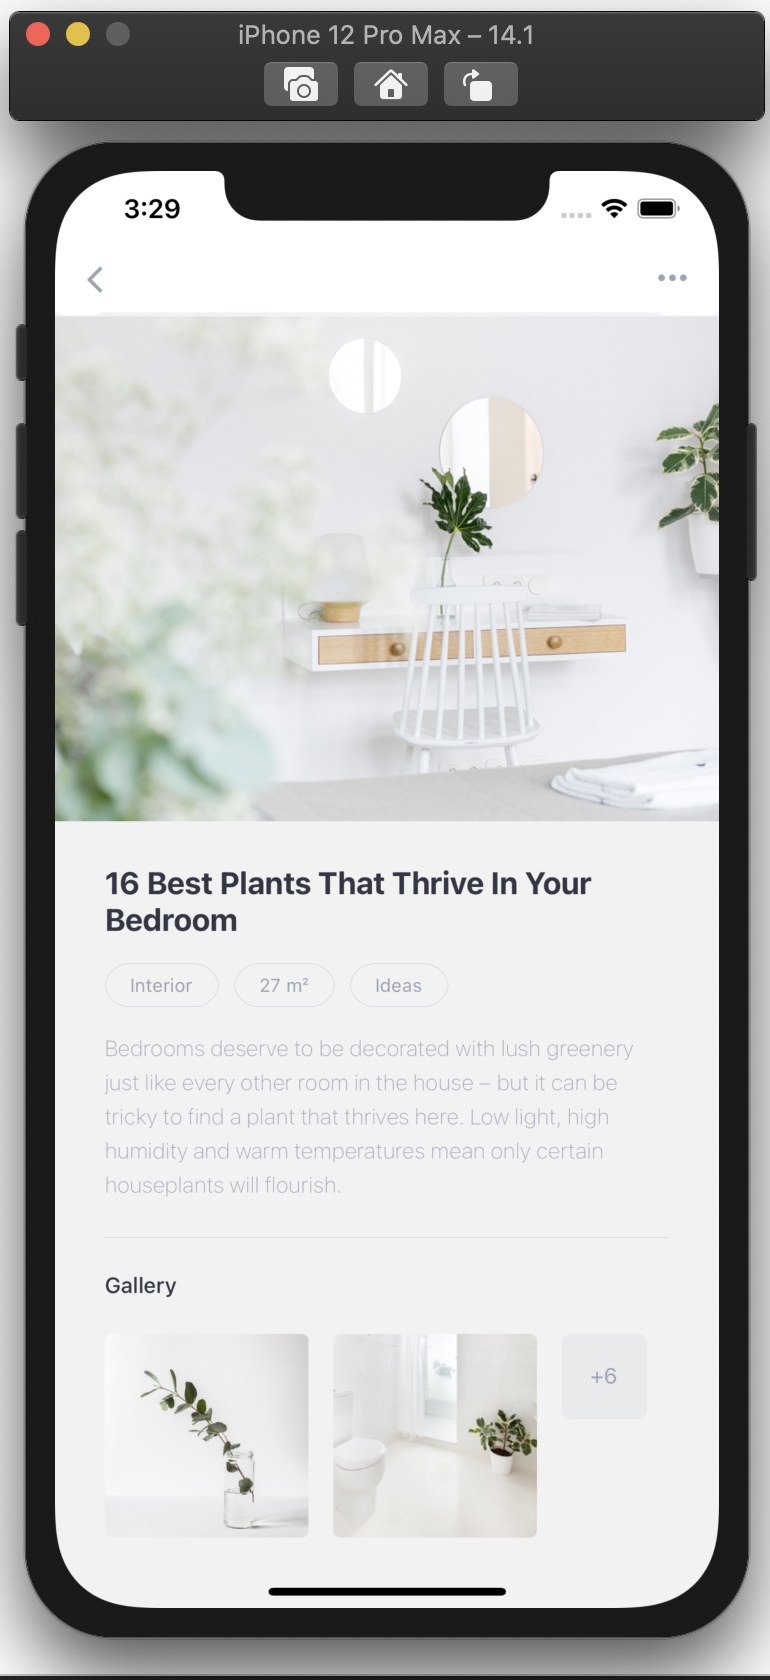 iPhone 12 Pro Max – 14.1
3:29
16 Best Plants That Thrive In Your
Bedroom
Interior
27 m²
Ideas
Bedrooms deserve to be decorated with lush greenery
just like every other room in the house – but it can be
tricky to find a plant that thrives here. Low light, high
humidity and warm temperatures mean only certain
houseplants will flourish.
Gallery
+6